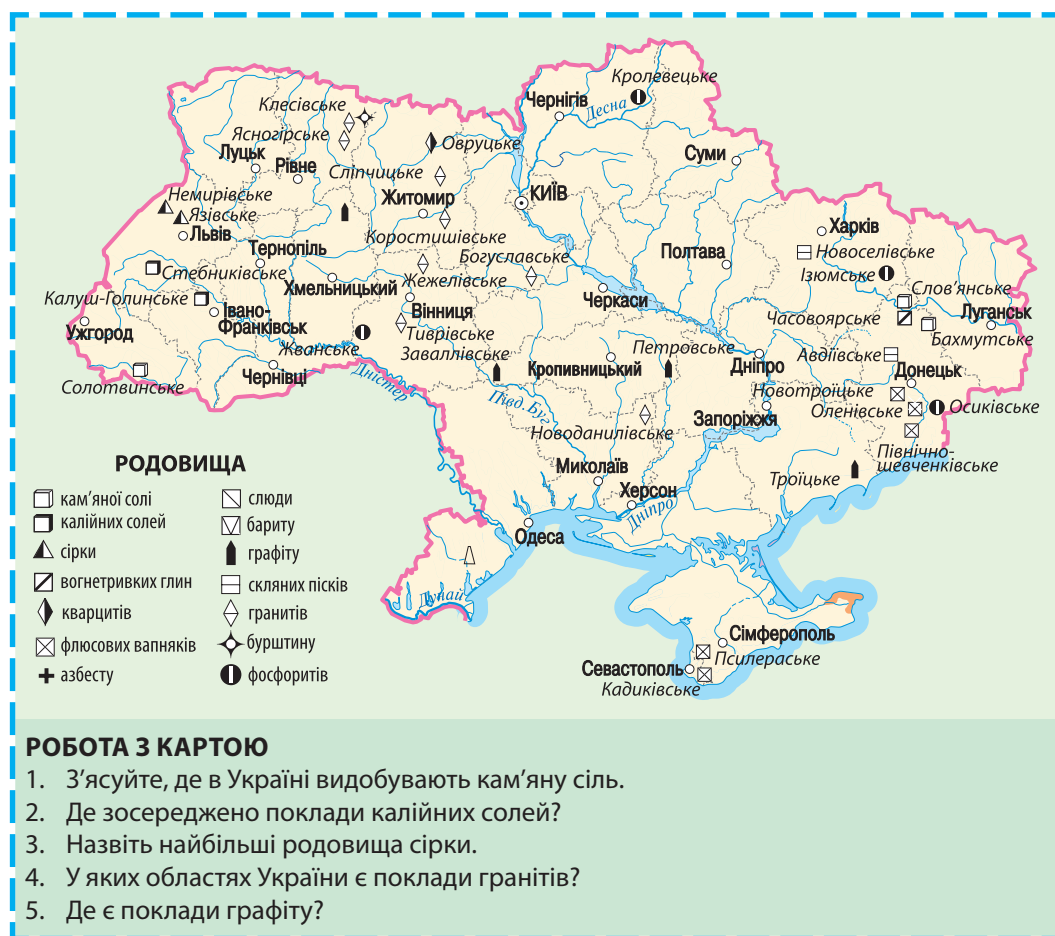 Кролевецьке
Чернігів
Десна
Клесівське
Ясногірське
Овруцьке
Луцьк
Рівне
Сліпчицьке
Суми
Немирівське
Язівське
Житомир
КИЇВ
Львів
Коростишівське
Харків
Тернопіль
Богуславське
Полтава
Новоселівське
Стебниківське
Жежелівське
Ізюмське
Хмельницький
Слов'янське
Калуш-Голинське
Черкаси
Івано-
Франківськ
Вінниця
Часовоярське
Луганськ
Ужгород
Тиврівське
Бахмутське
Жванське
Заваллівське
Петровське
Авдіївське
Чернівці
Кропивницький
Дніпро
Донецьк
Солотвинське
Дністер
Новотроїцьке
Півд. Буг
Оленівське
Осиківське
Запоріжжя
Новоданилівське
Північно-
шевченківське
Миколаїв
Троїцьке
Херсон
Дніпро
Одеса
Дунай
Сімферополь
Псилераське
Севастополь
Кадиківське
РОДОВИЩА
кам'яної солі
калійних солей
сірки
вогнетривких глин
кварцитів
флюсових вапняків
азбесту
слюди
бариту
графіту
скляних пісків
гранитів
бурштину
фосфоритів
РОБОТА З КАРТОЮ
1. З'ясуйте, де в Україні видобувають кам'яну сіль.
2. Де зосереджено поклади калійних солей?
3. Назвіть найбільші родовища сірки.
4. У яких областях України є поклади гранітів?
5. Де є поклади графіту?